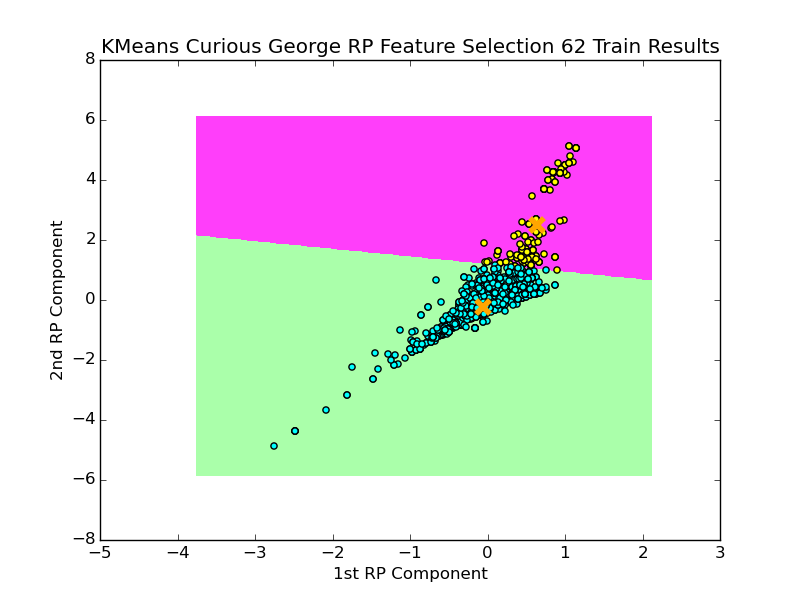 KMeans Curious George RP Feature Selection 62 Train Results
8
6
4
2
0
−2
−4
−6
−8
2nd RP Component
−5 −4 −3 −2 −1 0 1 2 3
1st RP Component